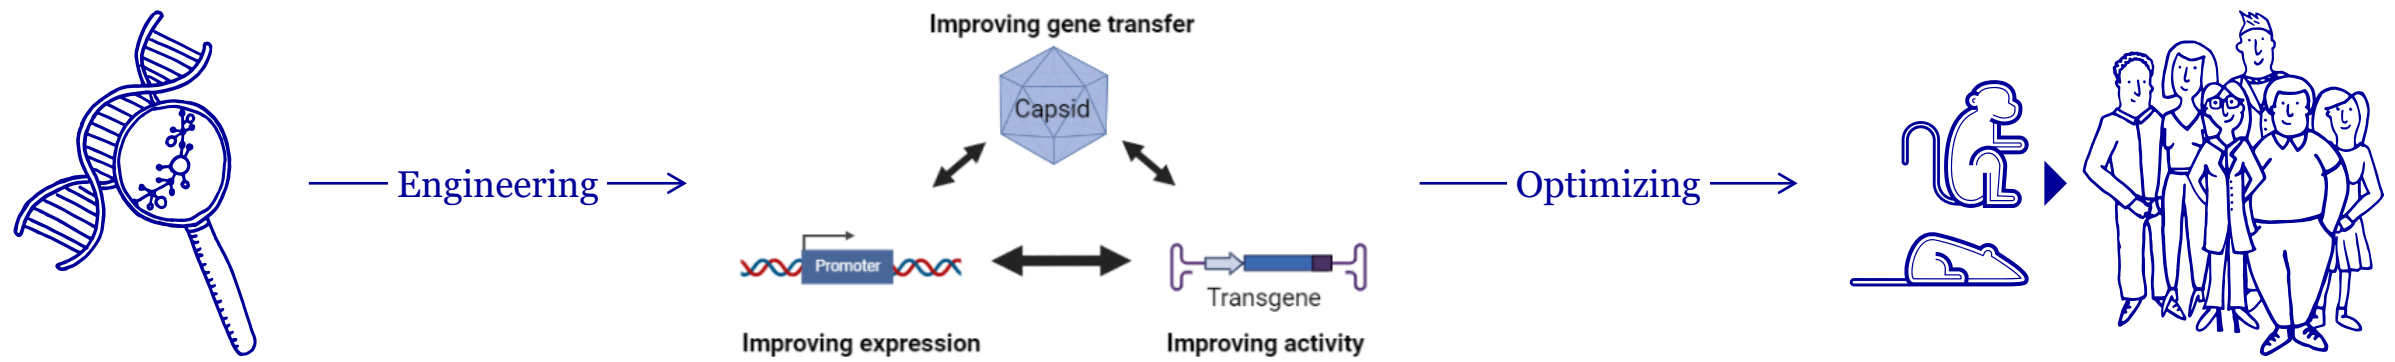 Improving gene transfer
Capsid
Engineering
Promoter
Improving expression
Transgene
Improving activity
Optimizing